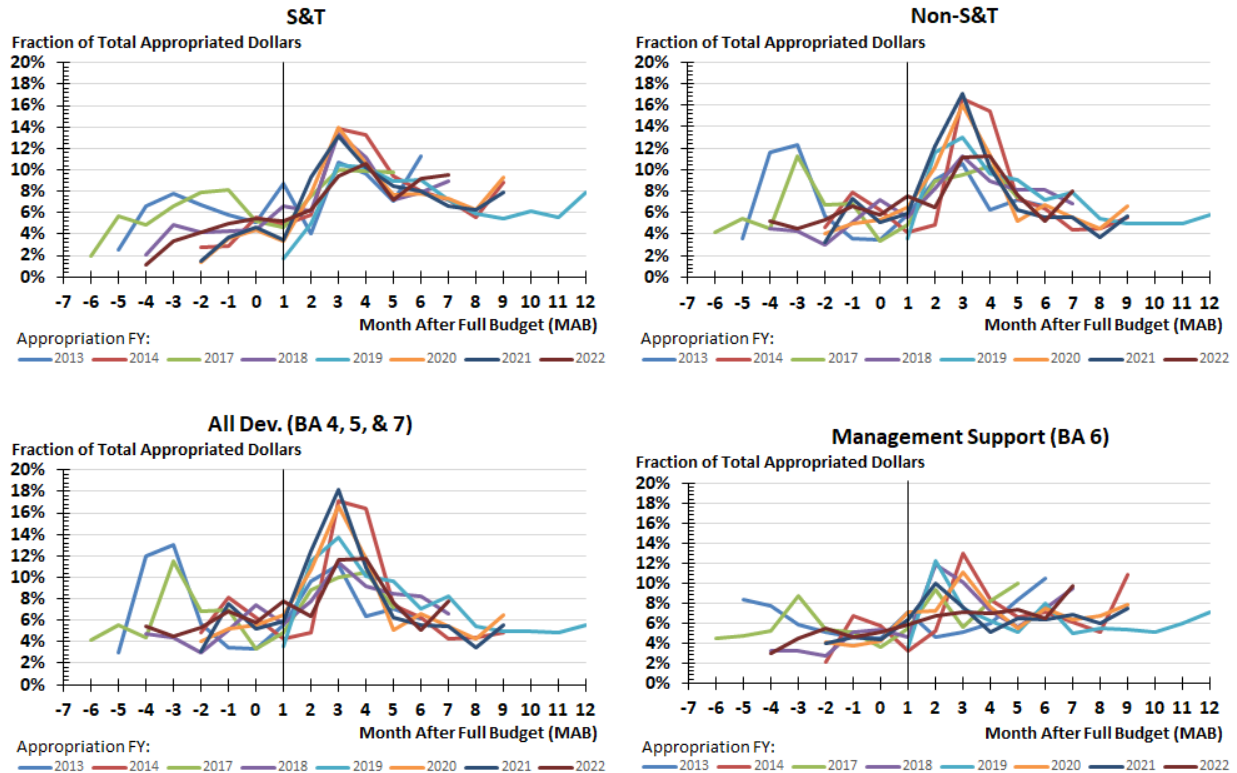 S&T
Fraction of Total Appropriated Dollars
20%
18%
16%
14%
12%
10%
8%
6%
4%
2%
0%
-7 -6 -5 -4 -3 -2 -1 0 1 2 3 4 5 6 7 8 9 10 11 12
Month After Full Budget (MAB)
Appropriation FY:
2013 2014 2017 2018 2019 2020 2021 2022
Non-S&T
Fraction of Total Appropriated Dollars
20%
18%
16%
14%
12%
10%
8%
6%
4%
2%
0%
-7 -6 -5 -4 -3 -2 -1 0 1 2 3 4 5 6 7 8 9 10 11 12
Month After Full Budget (MAB)
Appropriation FY:
2013 2014 2017 2018 2019 2020 2021 2022
All Dev. (BA 4, 5, & 7)
Fraction of Total Appropriated Dollars
20%
18%
16%
14%
12%
10%
8%
6%
4%
2%
0%
-7 -6 -5 -4 -3 -2 -1 0 1 2 3 4 5 6 7 8 9 10 11 12
Month After Full Budget (MAB)
Appropriation FY:
2013 2014 2017 2018 2019 2020 2021 2022
Management Support (BA 6)
Fraction of Total Appropriated Dollars
20%
18%
16%
14%
12%
10%
8%
6%
4%
2%
0%
-7 -6 -5 -4 -3 -2 -1 0 1 2 3 4 5 6 7 8 9 10 11 12
Month After Full Budget (MAB)
Appropriation FY:
2013 2014 2017 2018 2019 2020 2021 2022